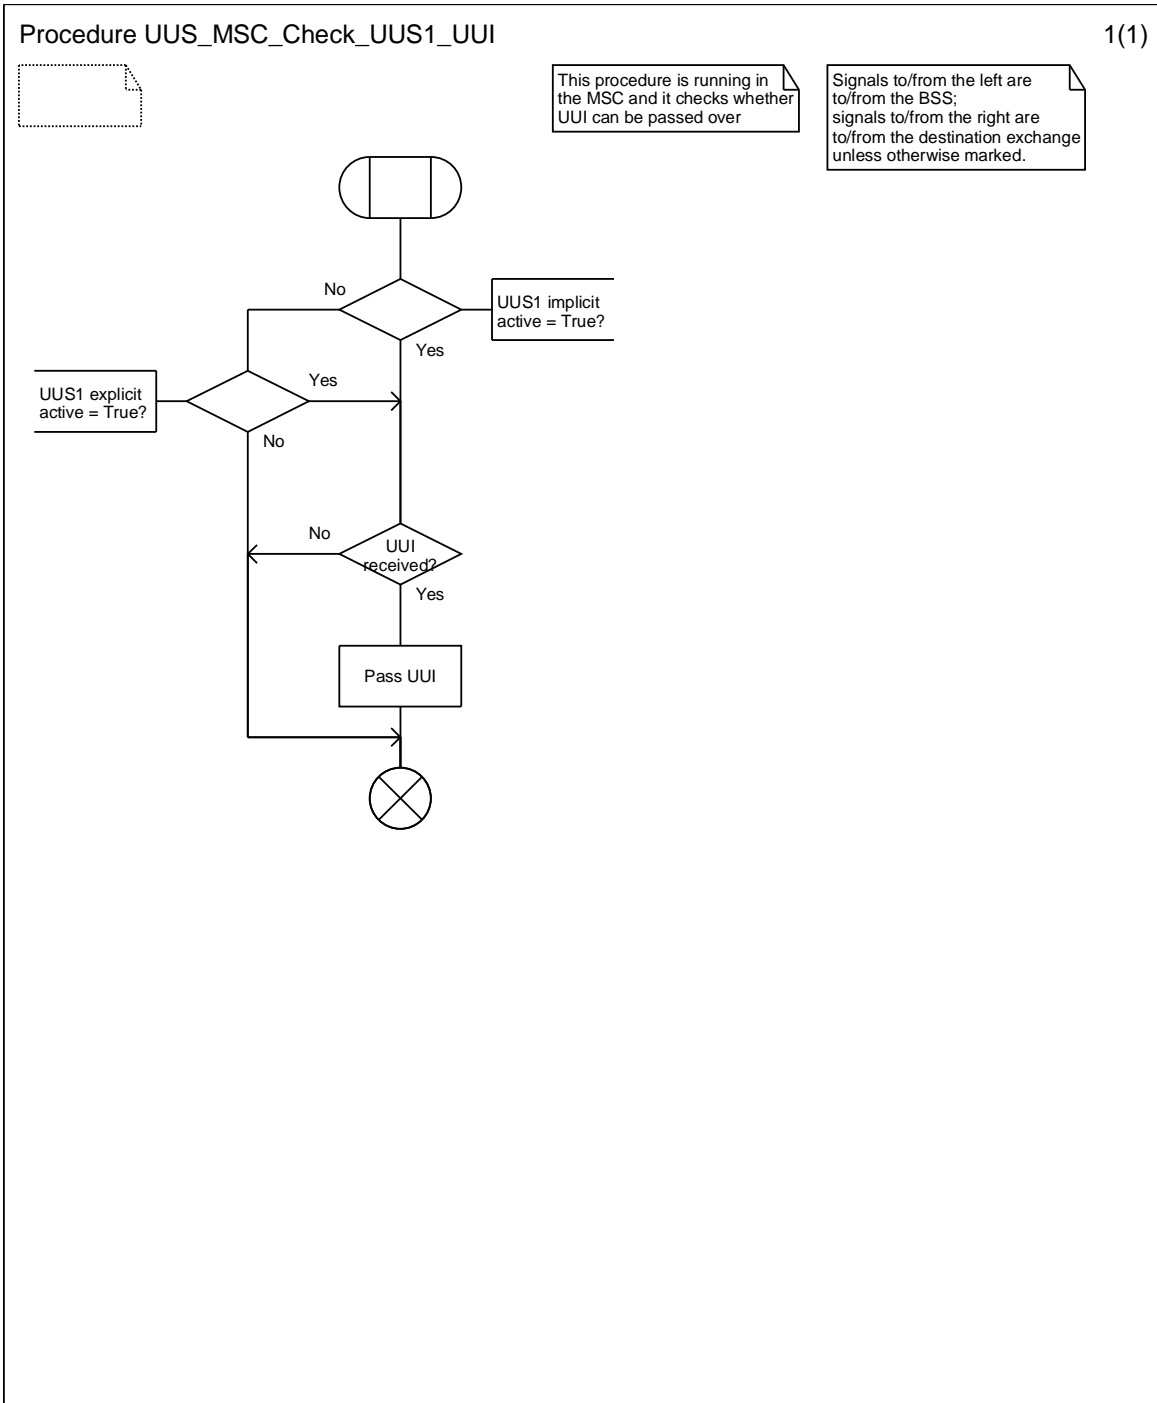 Procedure UUS_MSC_Check_UUS1_UUI
1(1)
This procedure is running in
the MSC and it checks whether
UUI can be passed over
Signals to/from the left are
to/from the BSS;
signals to/from the right are
to/from the destination exchange
unless otherwise marked.
No
UUS1 implicit
active = True?
Yes
UUS1 explicit
active = True?
Yes
No
No
UUI
received?
Yes
Pass UUI